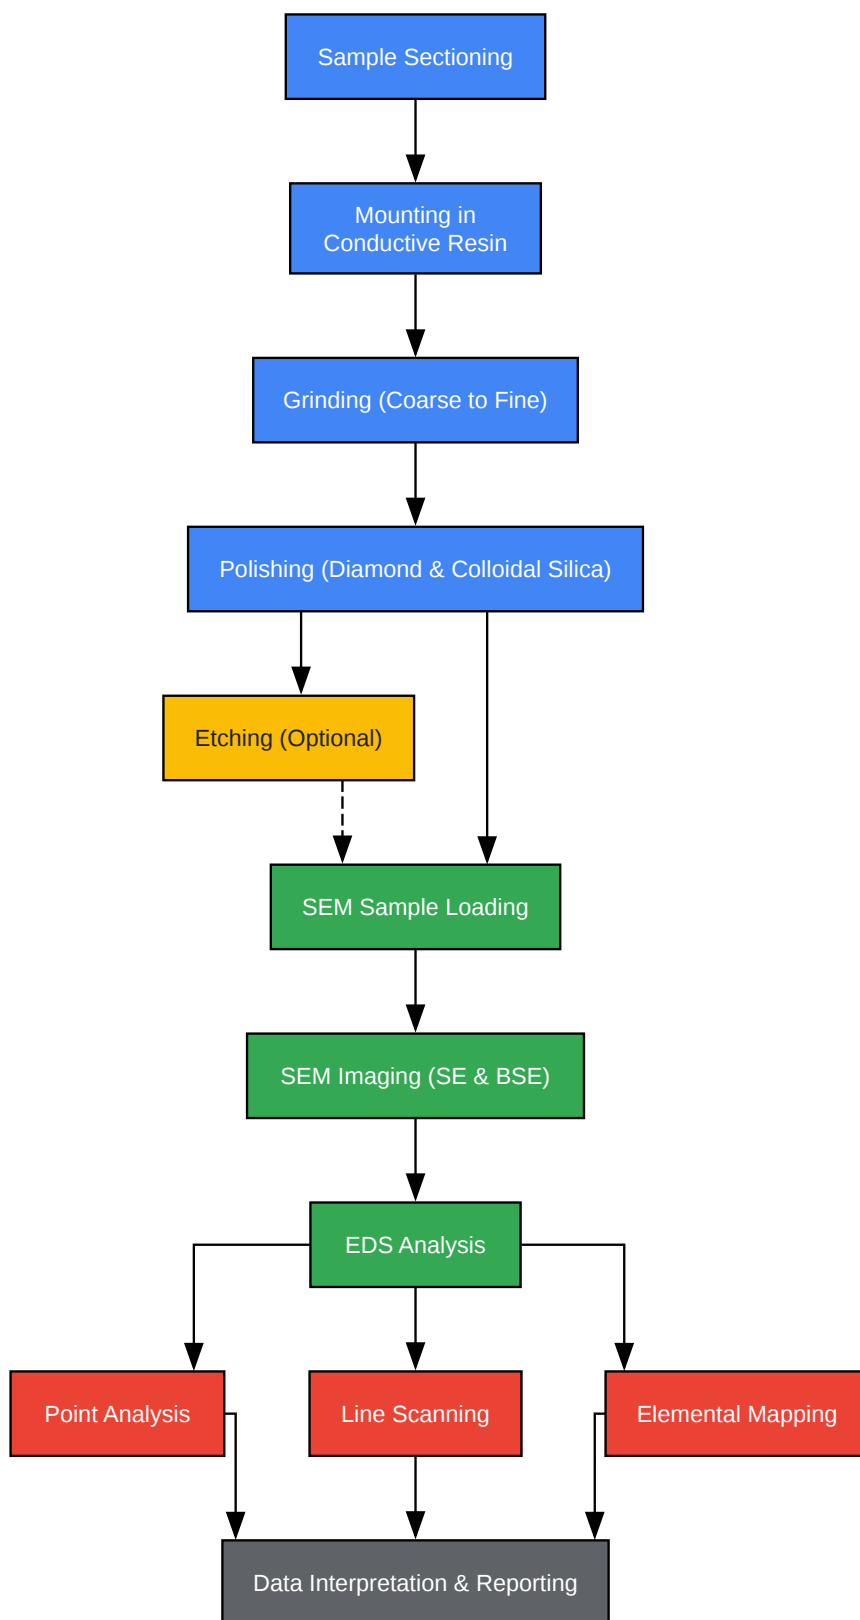 Sample Sectioning
Mounting in
Conductive Resin
Grinding (Coarse to Fine)
Polishing (Diamond & Colloidal Silica)
Etching (Optional)
SEM Sample Loading
SEM Imaging (SE & BSE)
EDS Analysis
Point Analysis
Line Scanning
Elemental Mapping
Data Interpretation & Reporting